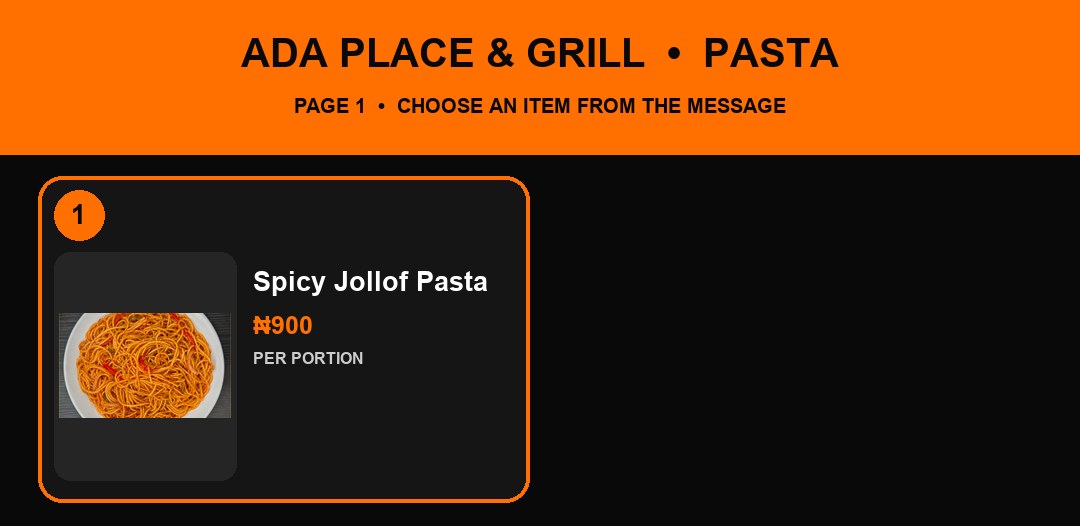 ADA PLACE & GRILL • PASTA
PAGE 1 • CHOOSE AN ITEM FROM THE MESSAGE
1
Spicy Jollof Pasta
₦900
PER PORTION